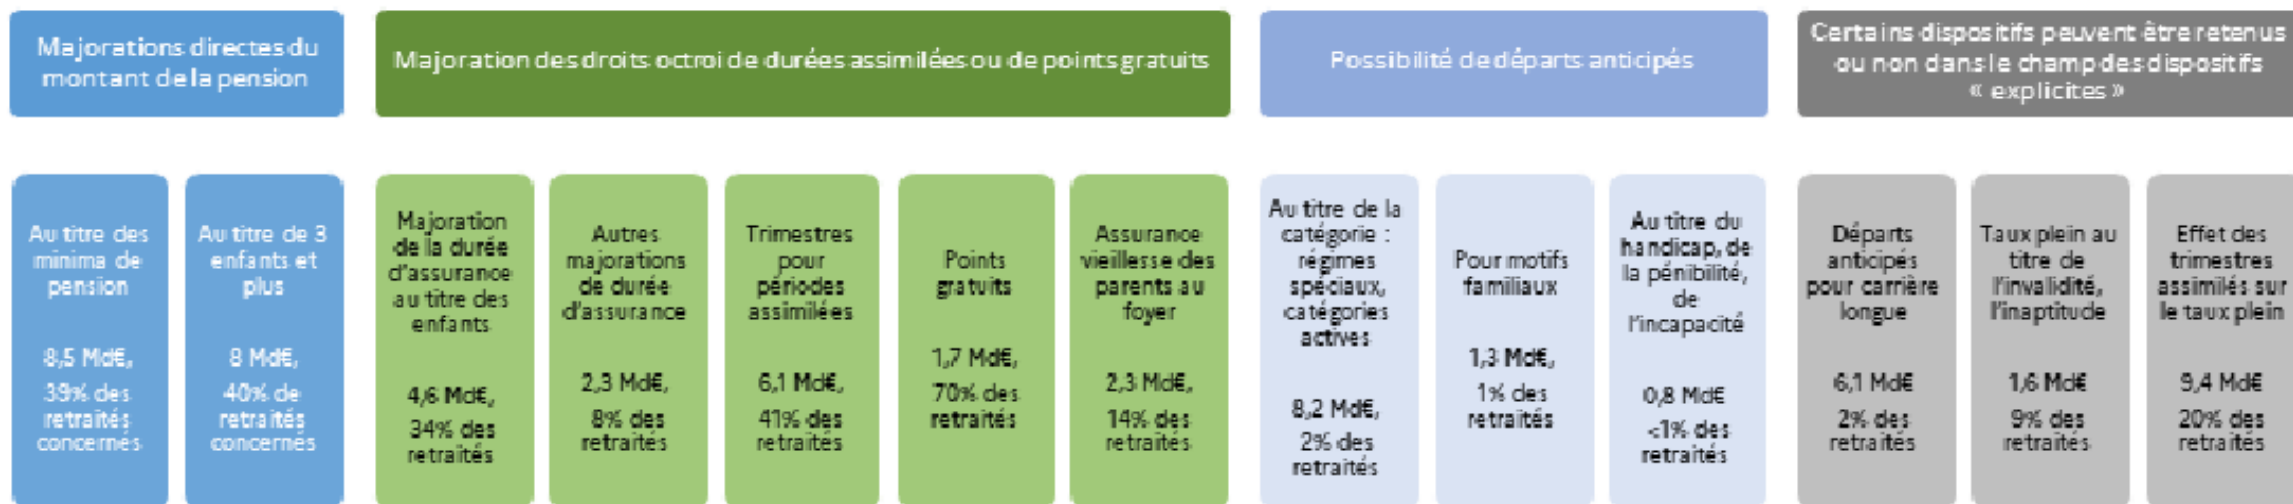 Majorations directes du
montant de la pension
Majoration des droits octroi de durées assimilées ou de points gratuits
Possibilité de départs anticipés
Certains dispositifs peuvent être retenus
ou non dans le champ des dispositifs
« explicites »
Au titre des
minima de
pension
8,5 Md€,
39% des
retraités
concernés
Au titre de 3
enfants et
plus
8 Md€,
40% de
retraités
concernés
Majoration
de la durée
d'assurance
au titre des
enfants
4,6 Md€,
34% des
retraités
Autres
majorations
de durée
d'assurance
2,3 Md€,
8% des
retraités
Trimestres
pour
périodes
assimilées
6,1 Md€,
41% des
retraités
Points
gratuits
1,7 Md€,
70% des
retraités
Assurance
vieillesse des
parents au
foyer
2,3 Md€,
14% des
retraités
Au titre de la
catégorie :
régimes
spéciaux,
catégories
actives
8,2 Md€,
2% des
retraités
Pour motifs
familiaux
1,3 Md€,
1% des
retraités
Au titre du
handicap, de
la pénibilité,
de
l'incapacité
0,8 Md€
<1% des
retraités
Départs
anticipés
pour carrière
longue
6,1 Md€
2% des
retraités
Taux plein au
titre de
l'invalidité,
l'inaptitude
1,6 Md€
9% des
retraités
Effet des
trimestres
assimilés sur
le taux plein
9,4 Md€
20% des
retraités